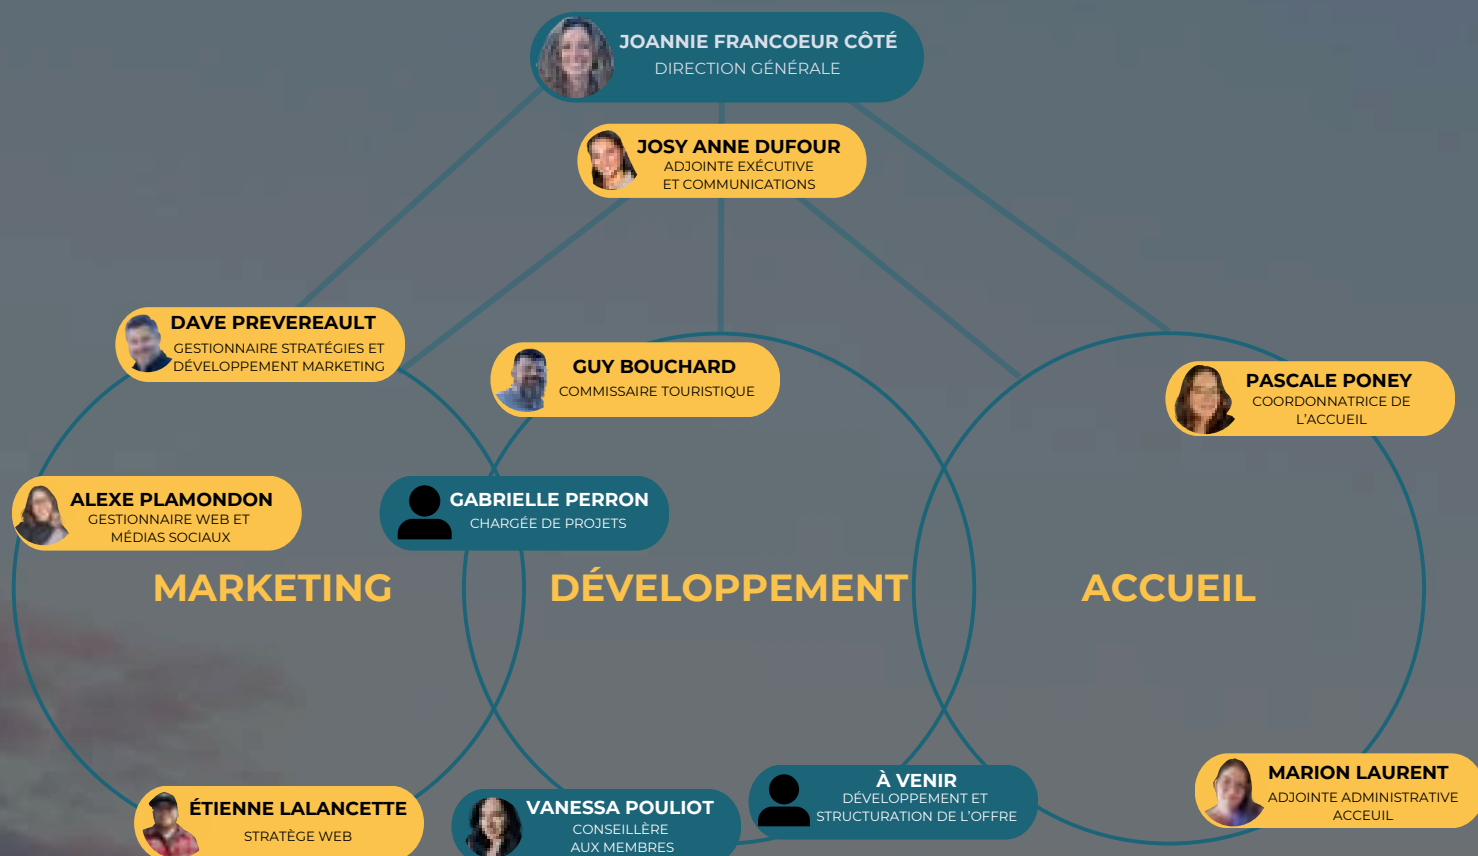 JOANNIE FRANCOEUR CÔTÉ
DIRECTION GÉNÉRALE
JOSY ANNE DUFOUR
ADJOINTE EXÉCUTIVE
ET COMMUNICATIONS
DAVE PREVEREAULT
GESTIONNAIRE STRATÉGIES ET
DÉVELOPPEMENT MARKETING
GUY BOUCHARD
COMMISSAIRE TOURISTIQUE
PASCALE PONEY
COORDONNATRICE DE
L'ACCUEIL
ALEXE PLAMONDON
GESTIONNAIRE WEB ET
MÉDIAS SOCIAUX
GABRIELLE PERRON
CHARGÉE DE PROJETS
MARKETING
DÉVELOPPEMENT
ACCUEIL
ÉTIENNE LALANCETTE
STRATÈGE WEB
VANESSA POULIOT
CONSEILLÈRE
AUX MEMBRES
À VENIR
DÉVELOPPEMENT ET
STRUCTURATION DE L'OFFRE
MARION LAURENT
ADJOINTE ADMINISTRATIVE
ACCEUIL